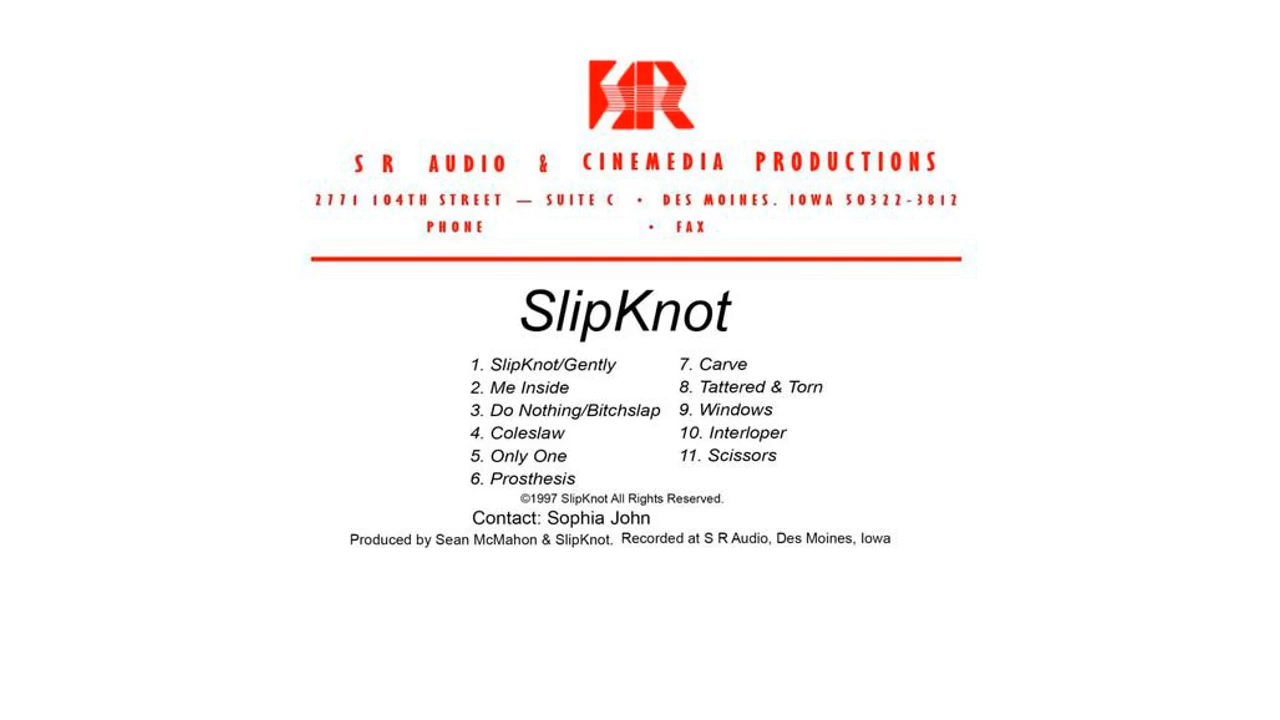 SR
S R AUDIO & CINEMEDIA PRODUCTIONS
2771 104TH STREET — SUITE C • DES MOINES, IOWA 50322-3812
PHONE • FAX
SlipKnot
1. SlipKnot/Gently
2. Me Inside
3. Do Nothing/Bitchslap
4. Coleslaw
5. Only One
6. Prosthesis
7. Carve
8. Tattered & Torn
9. Windows
10. Interloper
11. Scissors
©1997 SlipKnot All Rights Reserved.
Contact: Sophia John
Produced by Sean McMahon & SlipKnot. Recorded at S R Audio, Des Moines, Iowa